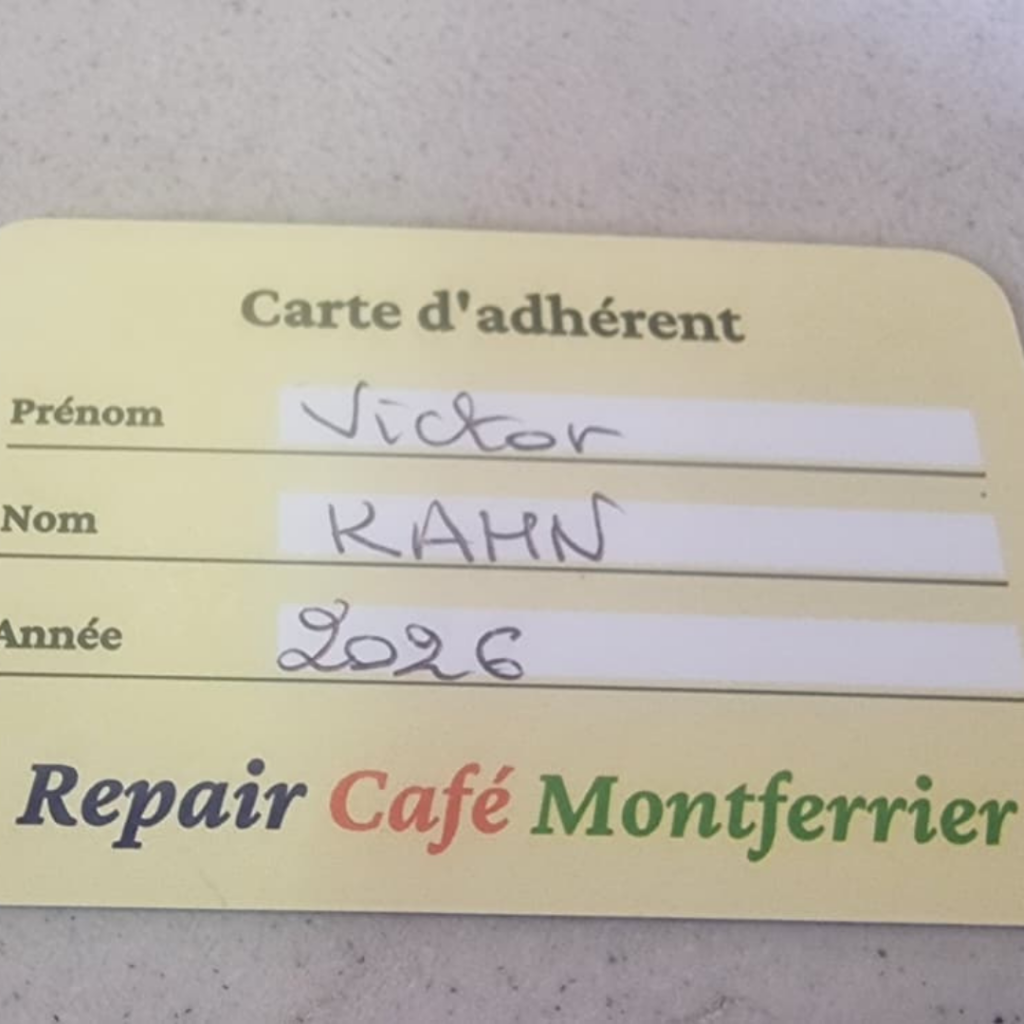 Carte d'adhérent
Prénom Victor
Nom KAHN
Année 2026
Repair Café Montferrier